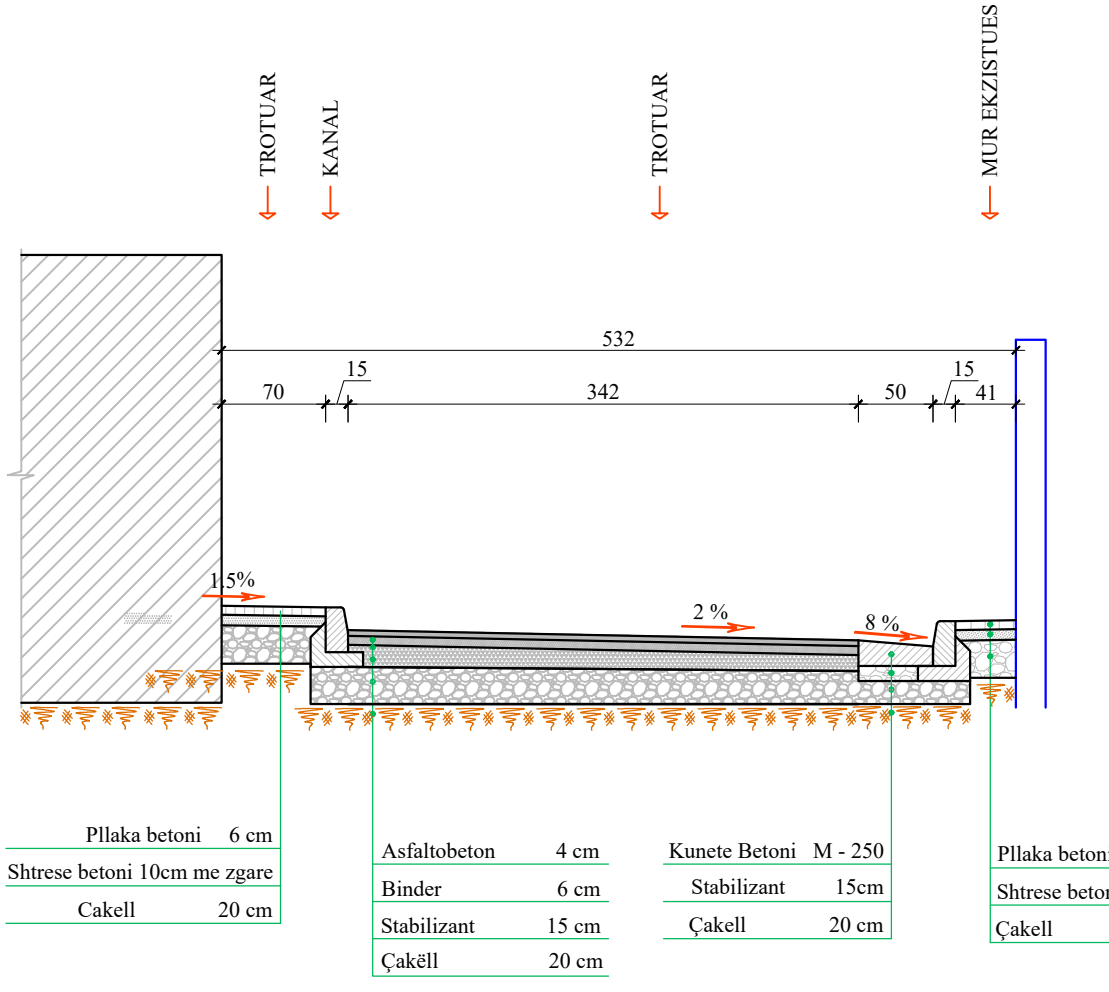 TROTUAR
KANAL
TROTUAR
MUR EKZISTUES
532
15
15
70
342
50
41
1.5%
2 %
8 %
Pllaka betoni 6 cm
Shtrese betoni 10cm me zgare
Cakell 20 cm
Asfaltobeton 4 cm
Binder 6 cm
Stabilizant 15 cm
Çakëll 20 cm
Kunete Betoni M - 250
Stabilizant 15cm
Çakell 20 cm
Pllaka betoni
Shtrese beton
Çakell